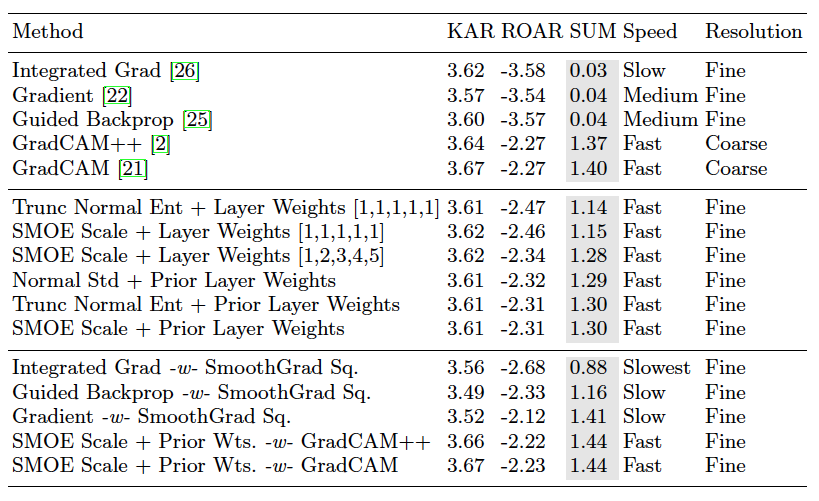 Method KAR ROAR SUM Speed Resolution
Integrated Grad [26] 3.62 -3.58 0.03 Slow Fine
Gradient [22] 3.57 -3.54 0.04 Medium Fine
Guided Backprop [25] 3.60 -3.57 0.04 Medium Fine
GradCAM++ [2] 3.64 -2.27 1.37 Fast Coarse
GradCAM [21] 3.67 -2.27 1.40 Fast Coarse
Trunc Normal Ent + Layer Weights [1,1,1,1,1] 3.61 -2.47 1.14 Fast Fine
SMOE Scale + Layer Weights [1,1,1,1,1] 3.62 -2.46 1.15 Fast Fine
SMOE Scale + Layer Weights [1,2,3,4,5] 3.62 -2.34 1.28 Fast Fine
Normal Std + Prior Layer Weights 3.61 -2.32 1.29 Fast Fine
Trunc Normal Ent + Prior Layer Weights 3.61 -2.31 1.30 Fast Fine
SMOE Scale + Prior Layer Weights 3.61 -2.31 1.30 Fast Fine
Integrated Grad -w- SmoothGrad Sq. 3.56 -2.68 0.88 Slowest Fine
Guided Backprop -w- SmoothGrad Sq. 3.49 -2.33 1.16 Slow Fine
Gradient -w- SmoothGrad Sq. 3.52 -2.12 1.41 Slow Fine
SMOE Scale + Prior Wts. -w- GradCAM++ 3.66 -2.22 1.44 Fast Fine
SMOE Scale + Prior Wts. -w- GradCAM 3.67 -2.23 1.44 Fast Fine